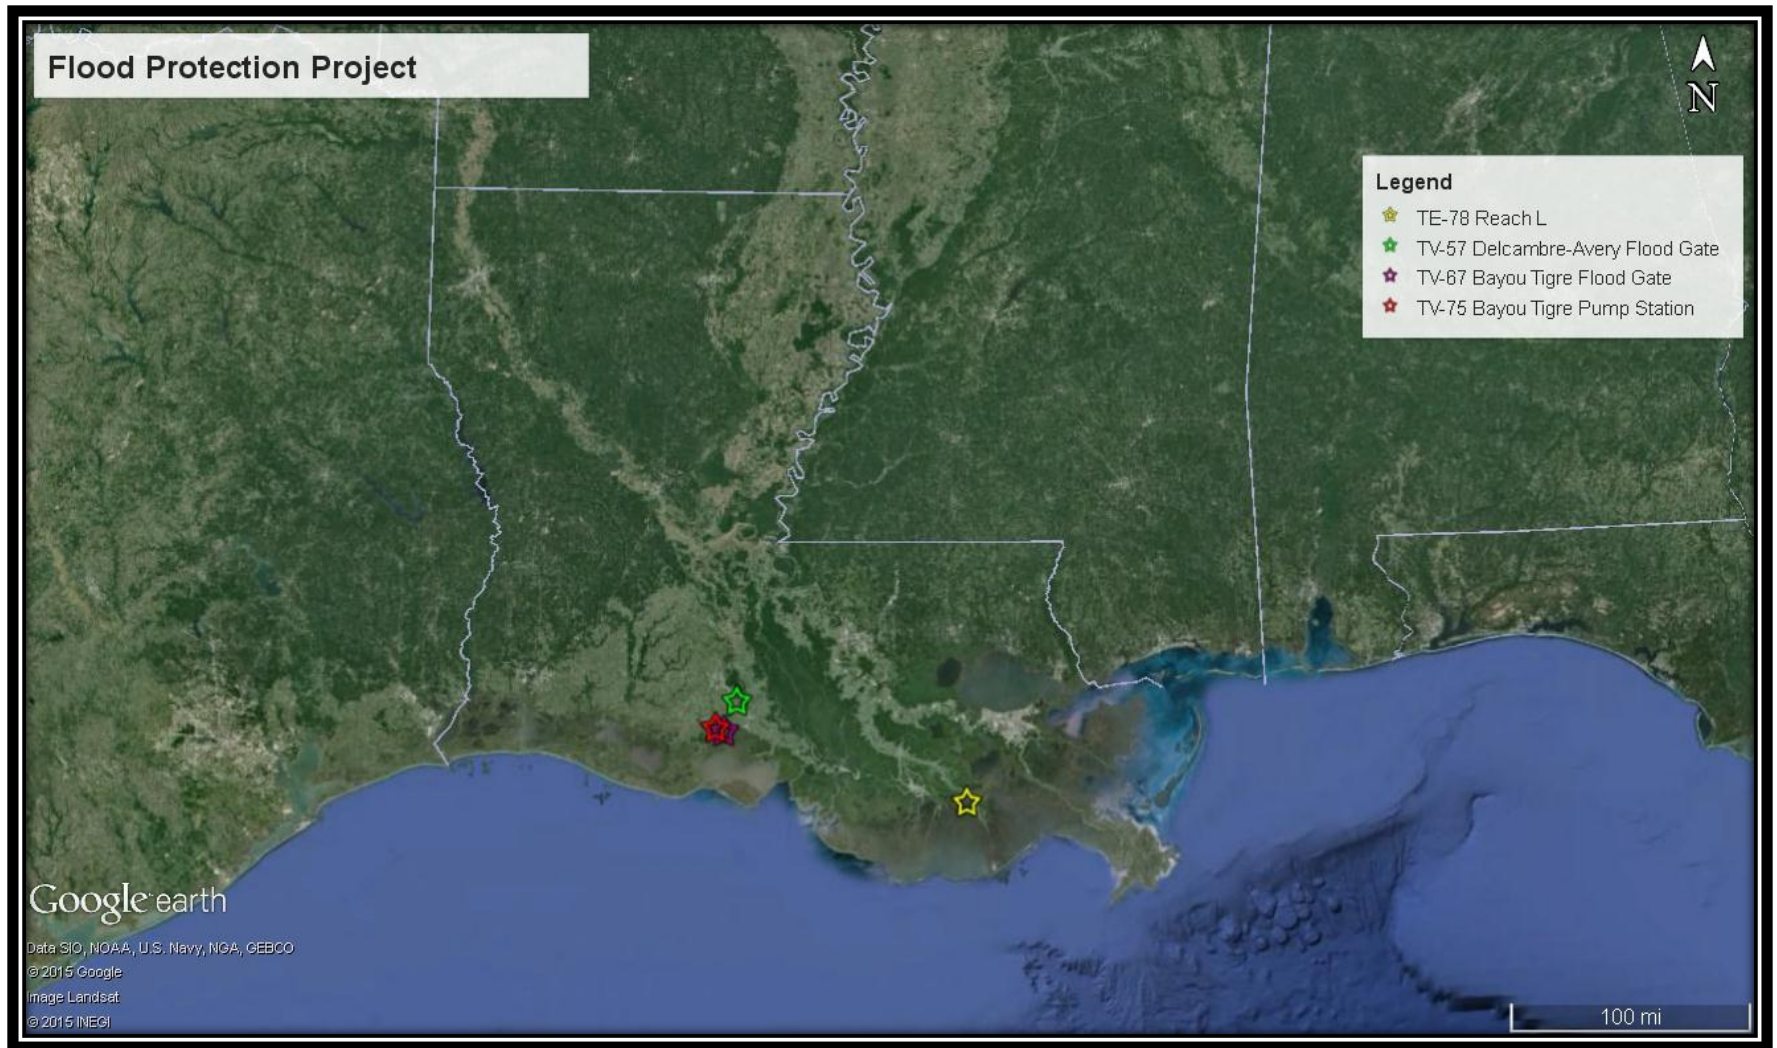 Flood Protection Project
N
Legend
TE-78 Reach L
TV-57 Delcambre-Avery Flood Gate
TV-67 Bayou Tigre Flood Gate
TV-75 Bayou Tigre Pump Station
Google earth
Data SIO, NOAA, U.S. Navy, NGA, GEBCO
© 2015 Google
Image Landsat
© 2015 INEGI
100 mi